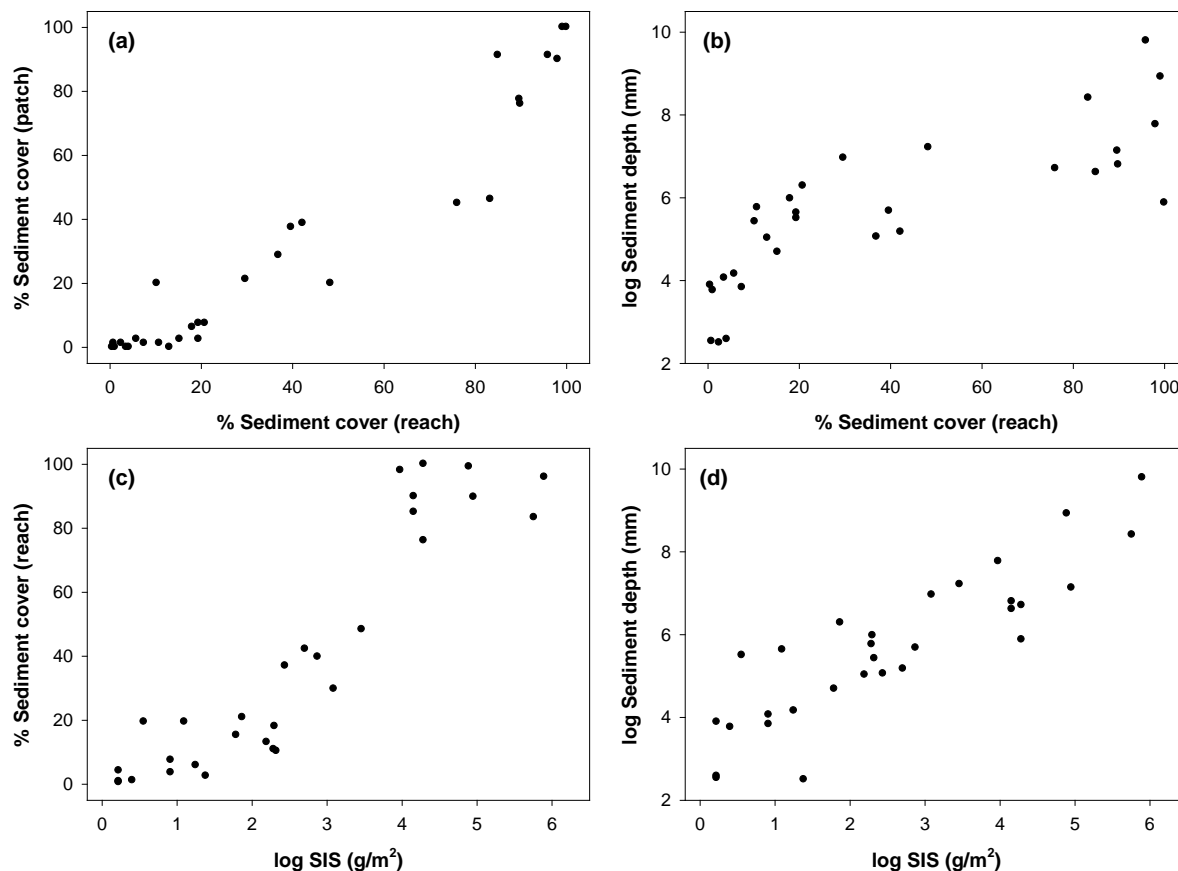 (a)
% Sediment cover (patch)
100
80
60
40
20
0
0 20 40 60 80 100
% Sediment cover (reach)
(b)
log Sediment depth (mm)
10
8
6
4
2
0 20 40 60 80 100
% Sediment cover (reach)
(c)
% Sediment cover (reach)
100
80
60
40
20
0
0 1 2 3 4 5 6
log SIS (g/m²)
(d)
log Sediment depth (mm)
10
8
6
4
2
0 1 2 3 4 5 6
log SIS (g/m²)